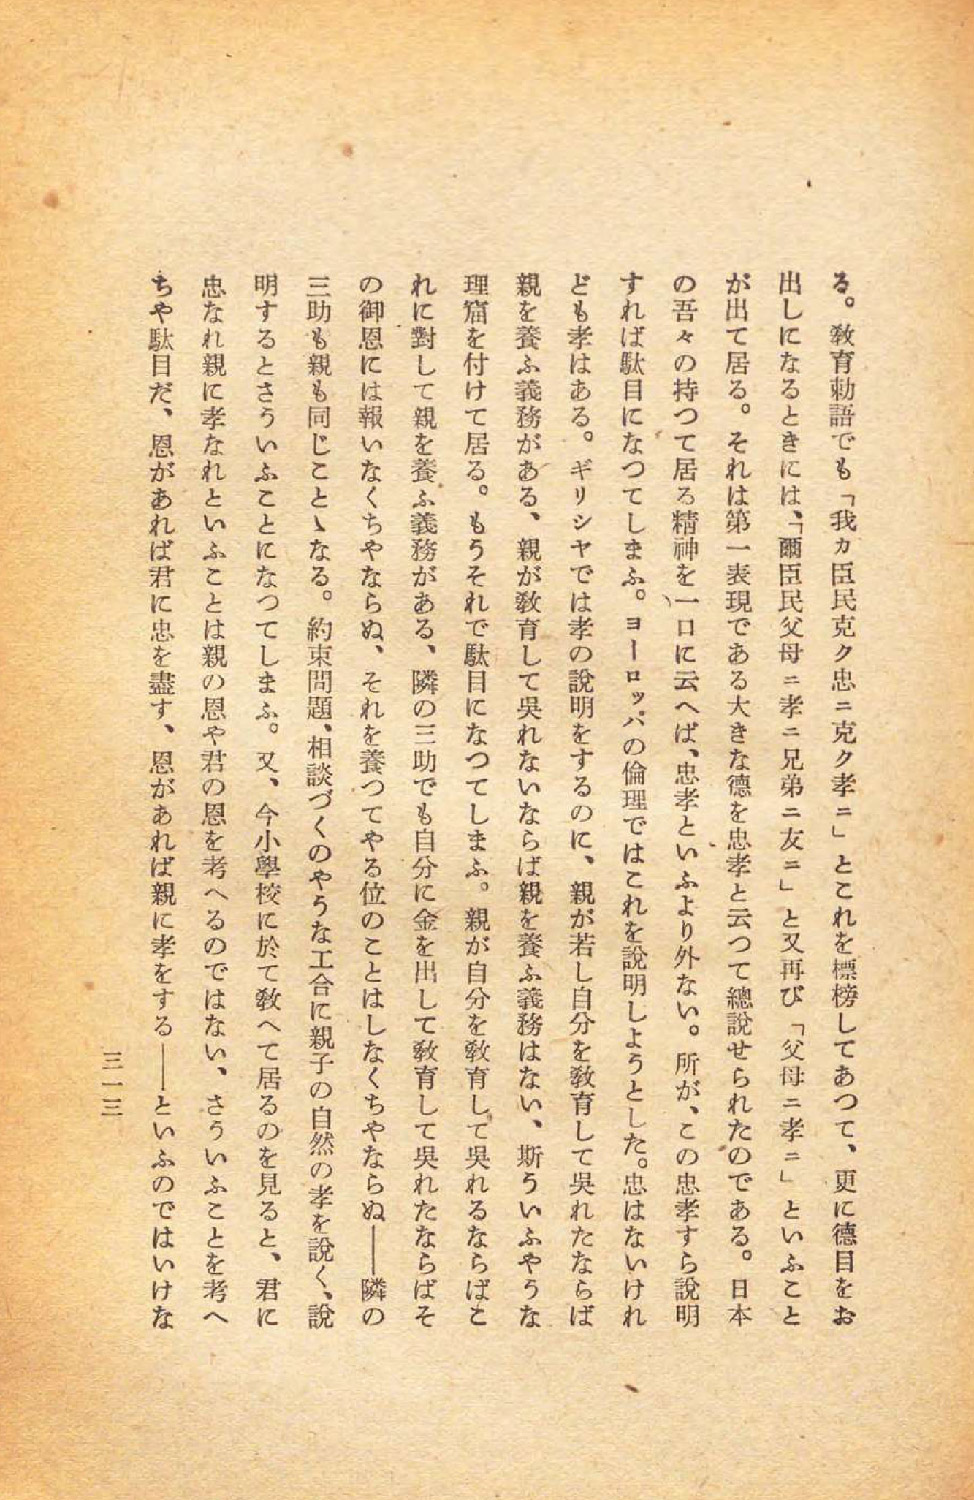 る。敎育勅語でも「我カ臣民克ク忠ニ克ク孝ニ」とこれを標榜してあつて、更に德目をお
出しになるときには、「爾臣民父母ニ孝ニ兄弟ニ友ニ」と又再び「父母ニ孝ニ」といふこと
が出て居る。それは第一表現である大きな德を忠孝と云つて總說せられたのである。日本
の吾々の持つて居る精神を一口に云へば、忠孝といふより外ない。所が、この忠孝すら說明
すれば駄目になつてしまふ。ヨーロッパの倫理ではこれを說明しようとした。忠はないけれ
ども孝はある。ギリシヤでは孝の說明をするのに、親が若し自分を敎育して吳れたならば
親を養ふ義務がある、親が敎育して吳れないならば親を養ふ義務はない、斯ういふやうな
理窟を付けて居る。もうそれで駄目になつてしまふ。親が自分を敎育して吳れるならばこ
れに對して親を養ふ義務がある、隣の三助でも自分に金を出して敎育して吳れたならばそ
の御恩には報いなくちやならぬ、それを養つてやる位のことはしなくちやならぬ――隣の
三助も親も同じことゝなる。約束問題、相談づくのやうな工合に親子の自然の孝を說く、說
明するとさういふことになつてしまふ。又、今小學校に於て敎へて居るのを見ると、君に
忠なれ親に孝なれといふことは親の恩や君の恩を考へるのではない、さういふことを考へ
ちや駄目だ、恩があれば君に忠を盡す、恩があれば親に孝をする――といふのではいけな
三一三